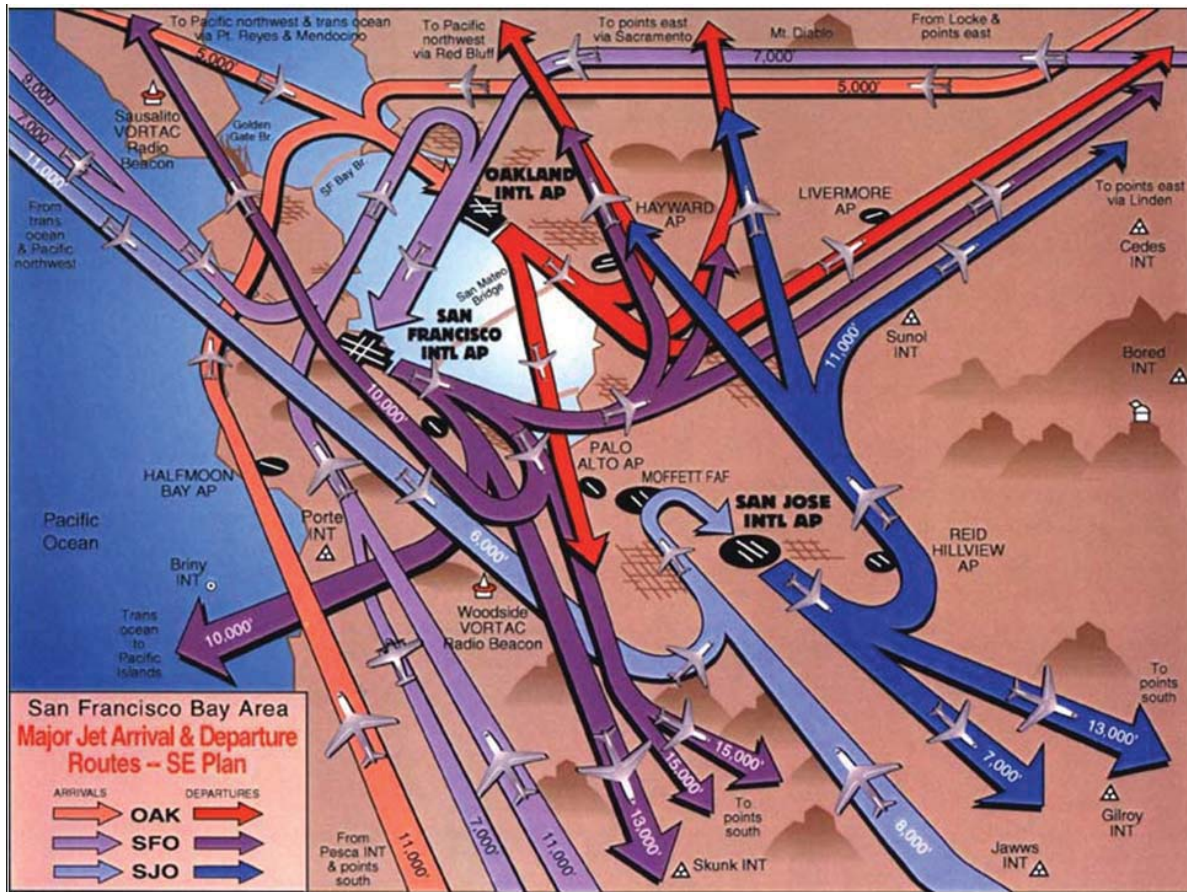 To Pacific northwest & trans ocean
via Pt. Reyes & Mendocino
To Pacific
northwest
via Red Bluff
To points east
via Sacramento
Mt. Diablo
From Locke &
points east
5,000
7,000'
5,000'
9,000
7,000'
11,000'
Sausalito
VORTAC
Radio
Beacon
Golden
Gate Br.
SF Bay Br.
OAKLAND
INTL AP
HAYWARD
AP
LIVERMORE
AP
To points east
via Linden
Cedes
INT
From
trans
ocean
& Pacific
northwest
San Mateo
Bridge
SAN
FRANCISCO
INTL AP
Sunol
INT
Bored
INT
11,000'
10,000'
HALFMOON
BAY AP
PALO
ALTO AP
MOFFETT FAF
SAN JOSE
INTL AP
REID
HILLVIEW
AP
Pacific
Ocean
Porte
INT
6,000'
Briny
INT
Woodside
VORTAC
Radio Beacon
Trans
ocean
to
Pacific
Islands
10,000'
To
points
south
13,000'
7,000'
15,000'
15,000'
13,000'
To
points
south
Gilroy
INT
Jawws
INT
Skunk INT
8,000'
11,000'
7,000'
11,000'
From
Pesca INT
& points
south
San Francisco Bay Area
Major Jet Arrival & Departure
Routes -- SE Plan
ARRIVALS DEPARTURES
OAK
SFO
SJO